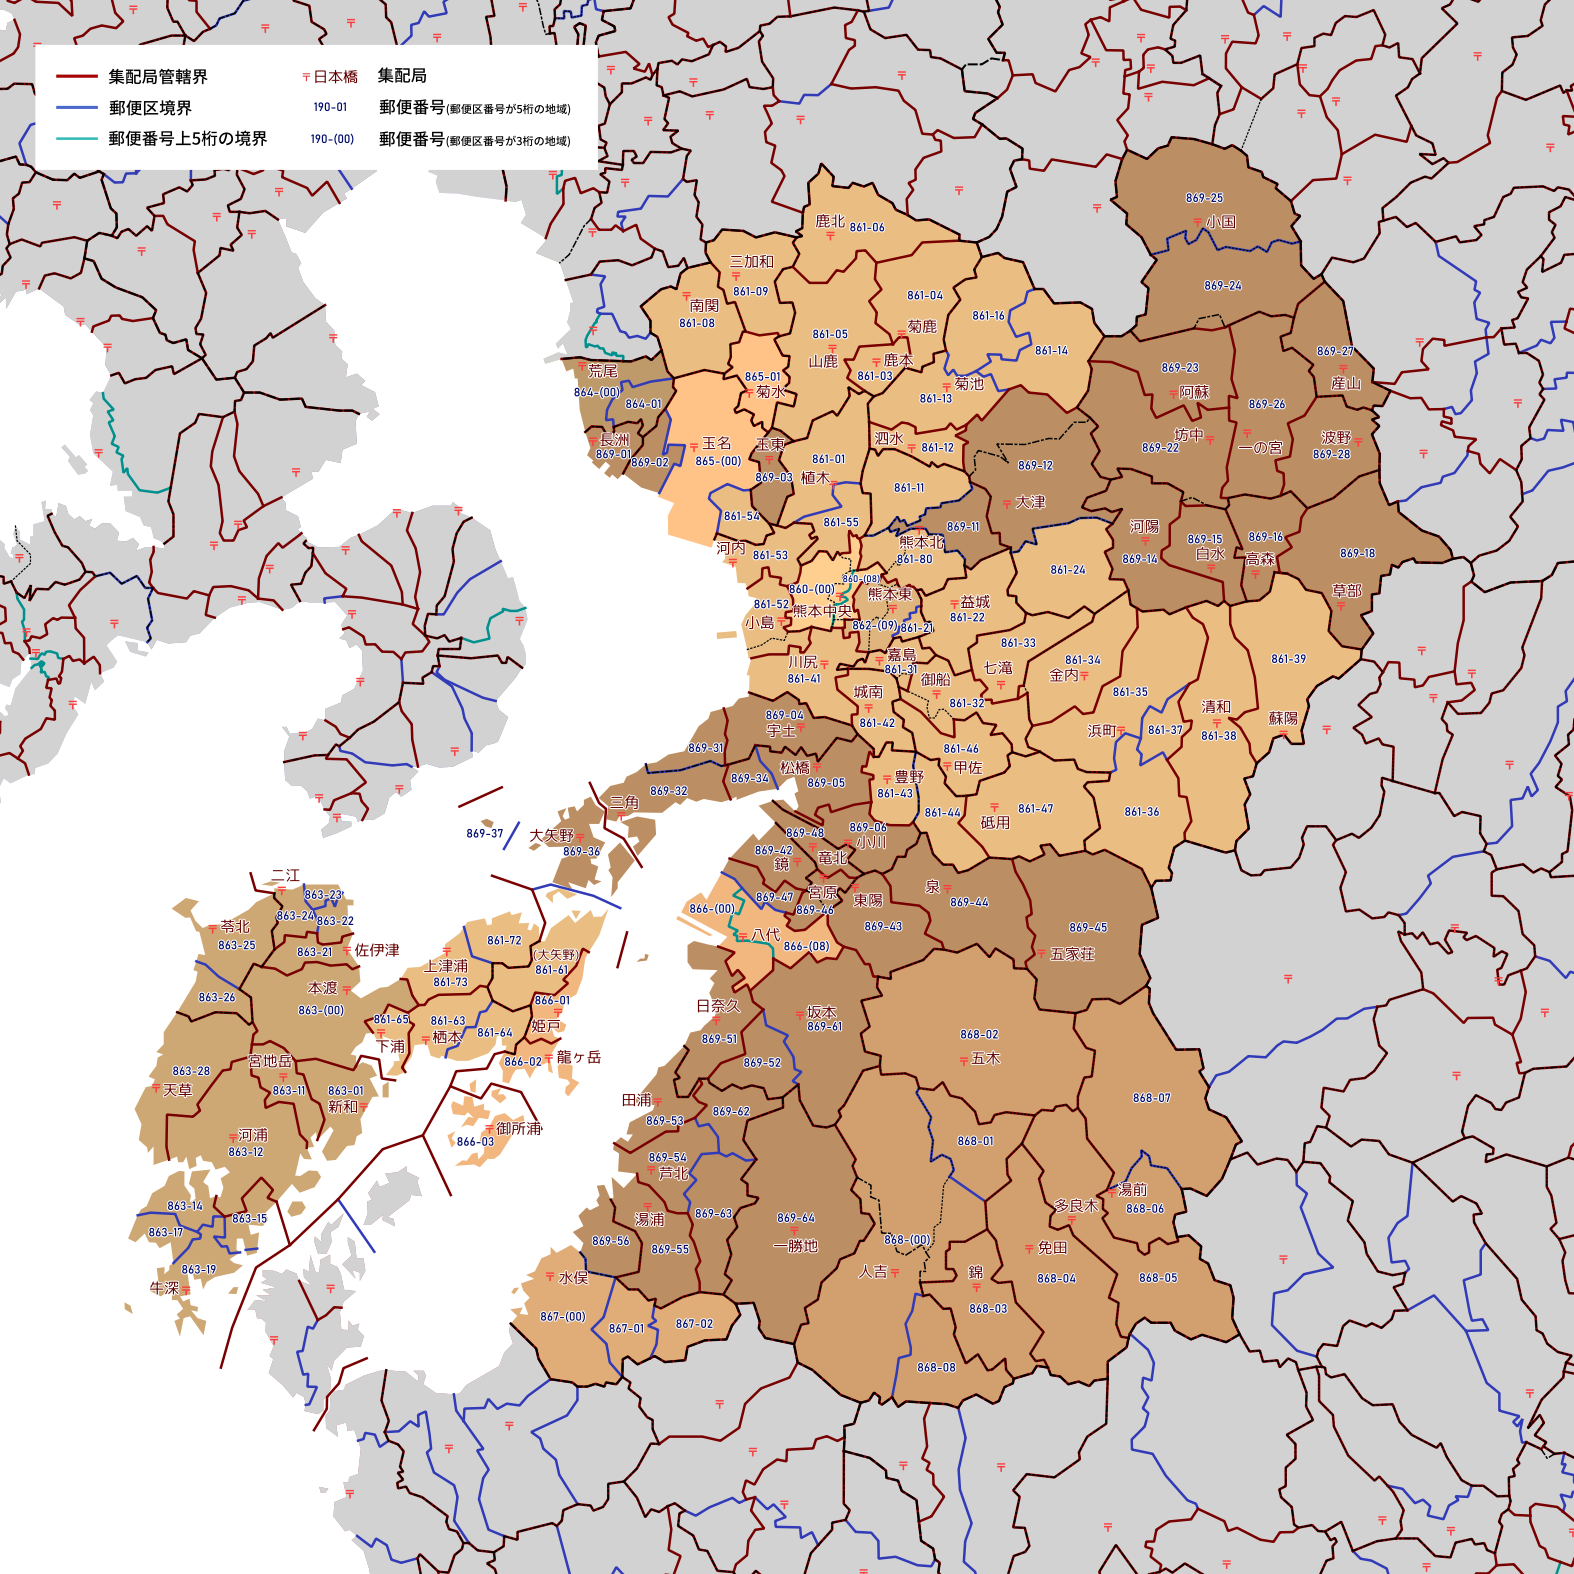 集配局管轄界
〒日本橋 集配局
郵便区境界
190-01 郵便番号(郵便区番号が5桁の地域)
郵便番号上5桁の境界
190-(00) 郵便番号(郵便区番号が3桁の地域)
869-25
小国
869-24
鹿北 861-06
三加和
861-09
南関
861-08
861-04
菊鹿
861-16
861-14
861-05
山鹿
鹿本
861-03
菊池
861-13
865-01
菊水
荒尾
864-(00)
864-01
長洲
869-01
869-02
玉名
865-(00)
玉東
869-03
泗水
861-12
861-01
植木
861-11
869-12
大津
869-23
阿蘇
坊中
869-22
869-26
一の宮
869-27
産山
波野
869-28
861-54
861-55
869-11
河内
861-53
熊本北
861-80
河陽
869-14
869-15
白水
869-16
高森
869-18
草部
860-(00)
860-(08)
861-24
861-52
小島
熊本中央
熊本東
862-(09)
861-21
益城
861-22
川尻
861-41
嘉島
861-31
御船
861-32
861-33
七滝
861-34
金内
861-35
861-39
城南
861-42
浜町
861-37
清和
861-38
蘇陽
869-04
宇土
869-31
869-34
869-32
松橋
869-05
豊野
861-43
861-46
甲佐
861-44
砥用
861-47
861-36
三角
大矢野
869-36
869-37
869-48
869-06
小川
869-42
鏡
竜北
869-47
宮原
869-46
東陽
869-43
泉
869-44
869-45
五家荘
866-(00)
八代
866-(08)
二江
863-23
863-24
863-22
苓北
863-25
863-21
佐伊津
861-72
上津浦
861-73
(大矢野)
861-61
本渡
863-(00)
863-26
861-65
下浦
861-63
栖本
861-64
866-01
姫戸
866-02
龍ヶ岳
宮地岳
863-11
863-28
天草
863-01
新和
河浦
863-12
866-03
御所浦
863-14
863-15
863-17
863-19
牛深
日奈久
869-51
坂本
869-61
869-52
868-02
五木
868-07
田浦
869-53
869-62
869-54
芦北
868-01
湯浦
869-63
869-64
一勝地
869-56
869-55
868-(00)
人吉
多良木
湯前
868-06
免田
868-04
868-05
錦
868-03
水俣
867-(00)
867-01
867-02
868-08